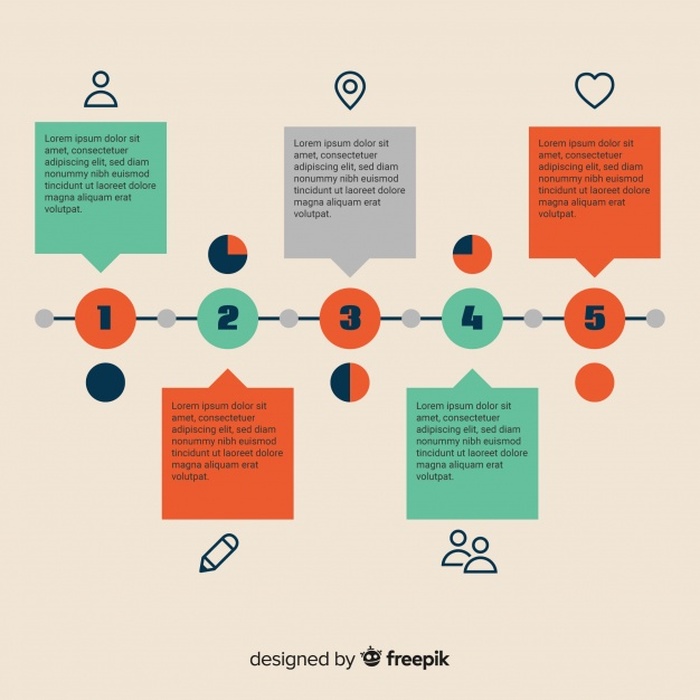 Lorem ipsum dolor sit
amet, consectetuer
adipiscing elit, sed diam
nonummy nibh euismod
tincidunt ut laoreet dolore
magna aliquam erat
volutpat.
Lorem ipsum dolor sit
amet, consectetuer
adipiscing elit, sed diam
nonummy nibh euismod
tincidunt ut laoreet dolore
magna aliquam erat
volutpat.
Lorem ipsum dolor sit
amet, consectetuer
adipiscing elit, sed diam
nonummy nibh euismod
tincidunt ut laoreet dolore
magna aliquam erat
volutpat.
1 2 3 4 5
Lorem ipsum dolor sit
amet, consectetuer
adipiscing elit, sed diam
nonummy nibh euismod
tincidunt ut laoreet dolore
magna aliquam erat
volutpat.
Lorem ipsum dolor sit
amet, consectetuer
adipiscing elit, sed diam
nonummy nibh euismod
tincidunt ut laoreet dolore
magna aliquam erat
volutpat.
designed by freepik